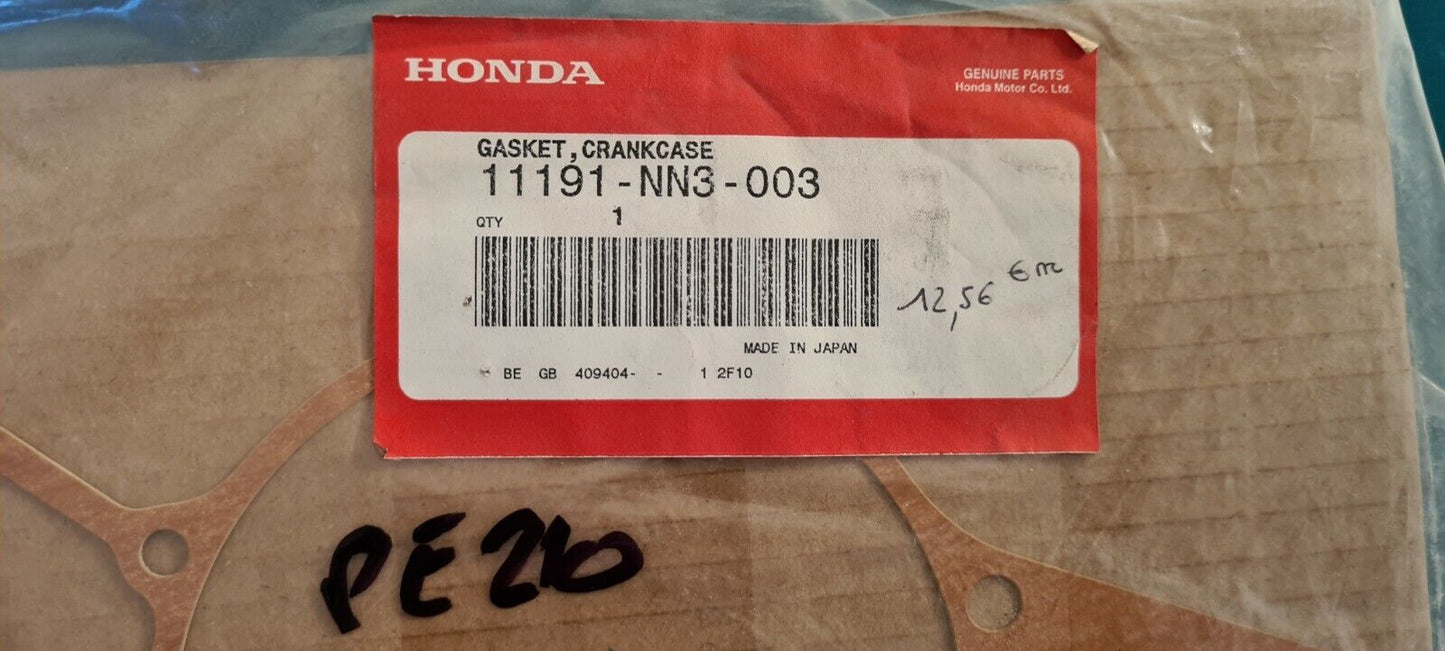 HONDA
GENUINE PARTS
Honda Motor Co. Ltd.
GASKET,CRANKCASE
11191-NN3-003
QTY 1
12,56 € m
MADE IN JAPAN
BE GB 409404- - 1 2F10
PE210